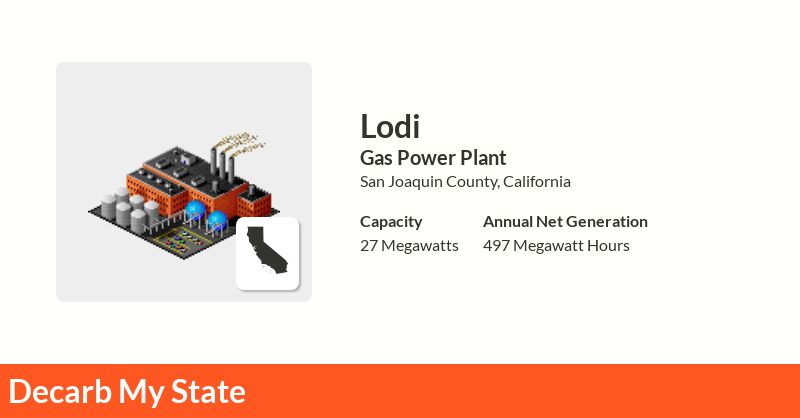 Lodi
Gas Power Plant
San Joaquin County, California
Capacity
27 Megawatts
Annual Net Generation
497 Megawatt Hours
Decarb My State